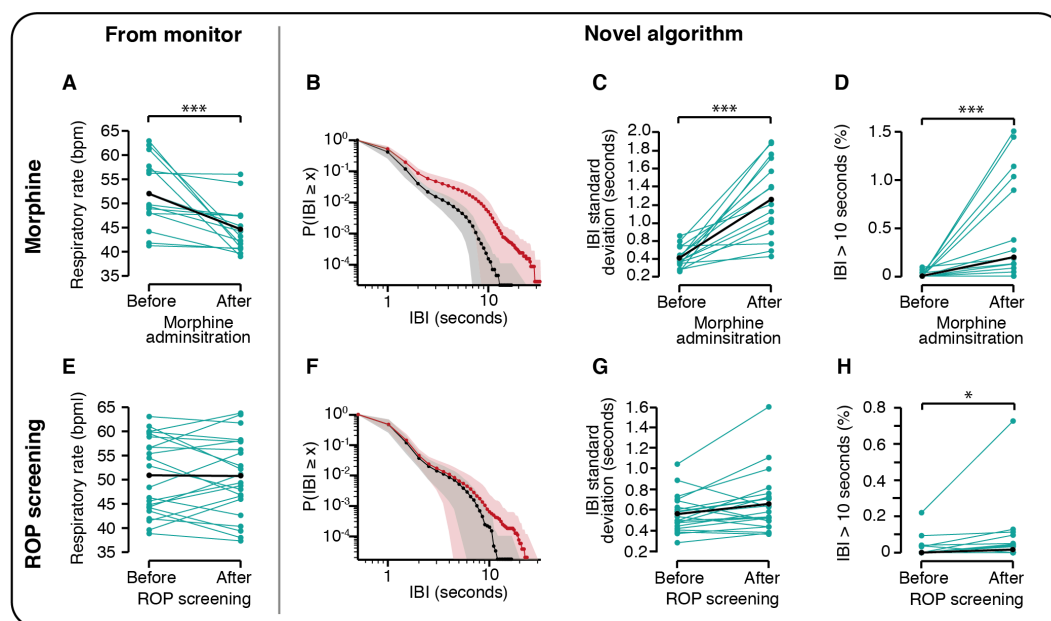 From monitor
Novel algorithm
Morphine
A
***
Respiratory rate (bpm)
65
60
55
50
45
40
35
Before
After
Morphine
adminsitration
B
P(IBI ≥ x)
10⁰
10⁻¹
10⁻²
10⁻³
10⁻⁴
1
10
IBI (seconds)
C
***
IBI standard
deviation (seconds)
2.0
1.8
1.6
1.4
1.2
1.0
0.8
0.6
0.4
0.2
Before
After
Morphine
adminsitration
D
***
IBI > 10 seconds (%)
1.5
1.0
0.5
0
Before
After
Morphine
adminsitration
ROP screening
E
Respiratory rate (bpml)
65
60
55
50
45
40
35
Before
After
ROP screening
F
P(IBI ≥ x)
10⁰
10⁻¹
10⁻²
10⁻³
10⁻⁴
1
10
IBI (seconds)
G
IBI standard
deviation (seconds)
1.6
1.4
1.2
1.0
0.8
0.6
0.4
0.2
Before
After
ROP screening
H
*
IBI > 10 seconds (%)
0.8
0.6
0.4
0.2
0
Before
After
ROP screening